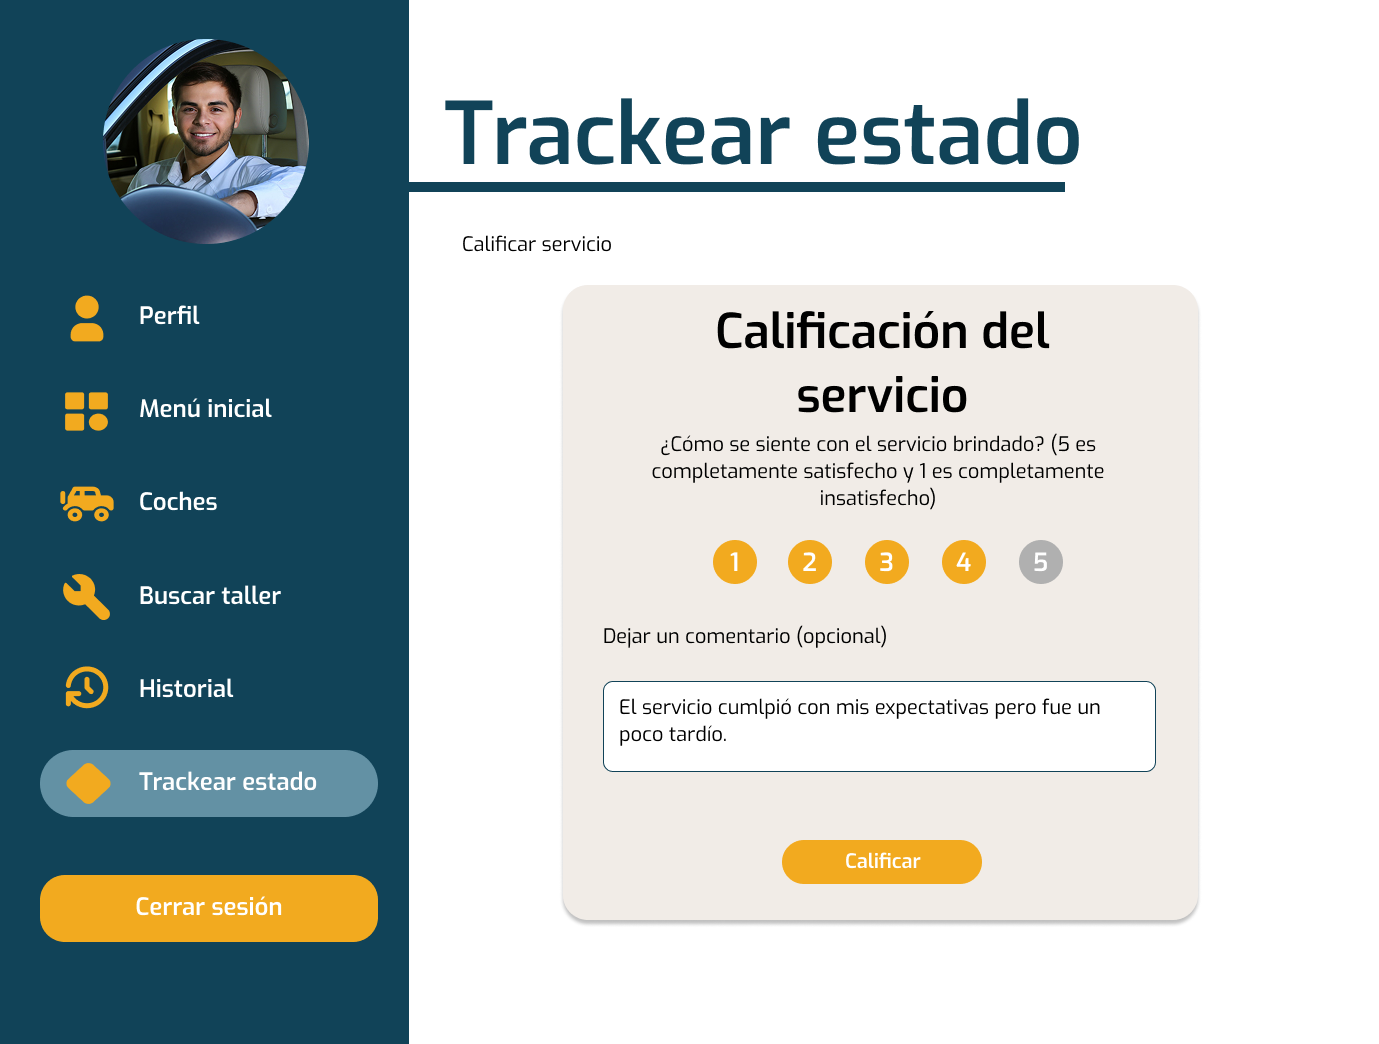 Perfil
Menú inicial
Coches
Buscar taller
Historial
Trackear estado
Cerrar sesión
Trackear estado
Calificar servicio
Calificación del
servicio
¿Cómo se siente con el servicio brindado? (5 es
completamente satisfecho y 1 es completamente
insatisfecho)
1 2 3 4 5
Dejar un comentario (opcional)
El servicio cumlpió con mis expectativas pero fue un
poco tardío.
Calificar